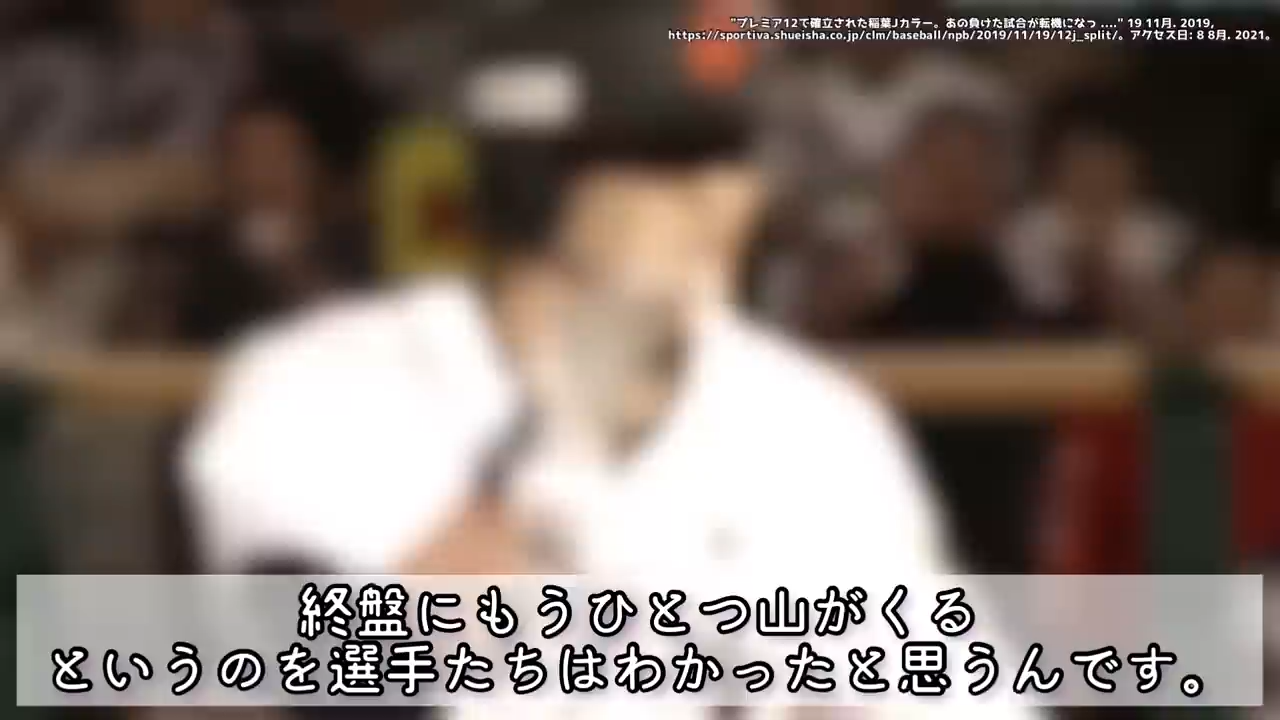 "プレミア12で確立された稲葉Jカラー。あの負けた試合が転機になっ ...." 19 11月. 2019,
https://sportiva.shueisha.co.jp/clm/baseball/npb/2019/11/19/12j_split/。アクセス日: 8 8月. 2021。
終盤にもうひとつ山がくる
というのを選手たちはわかったと思うんです。